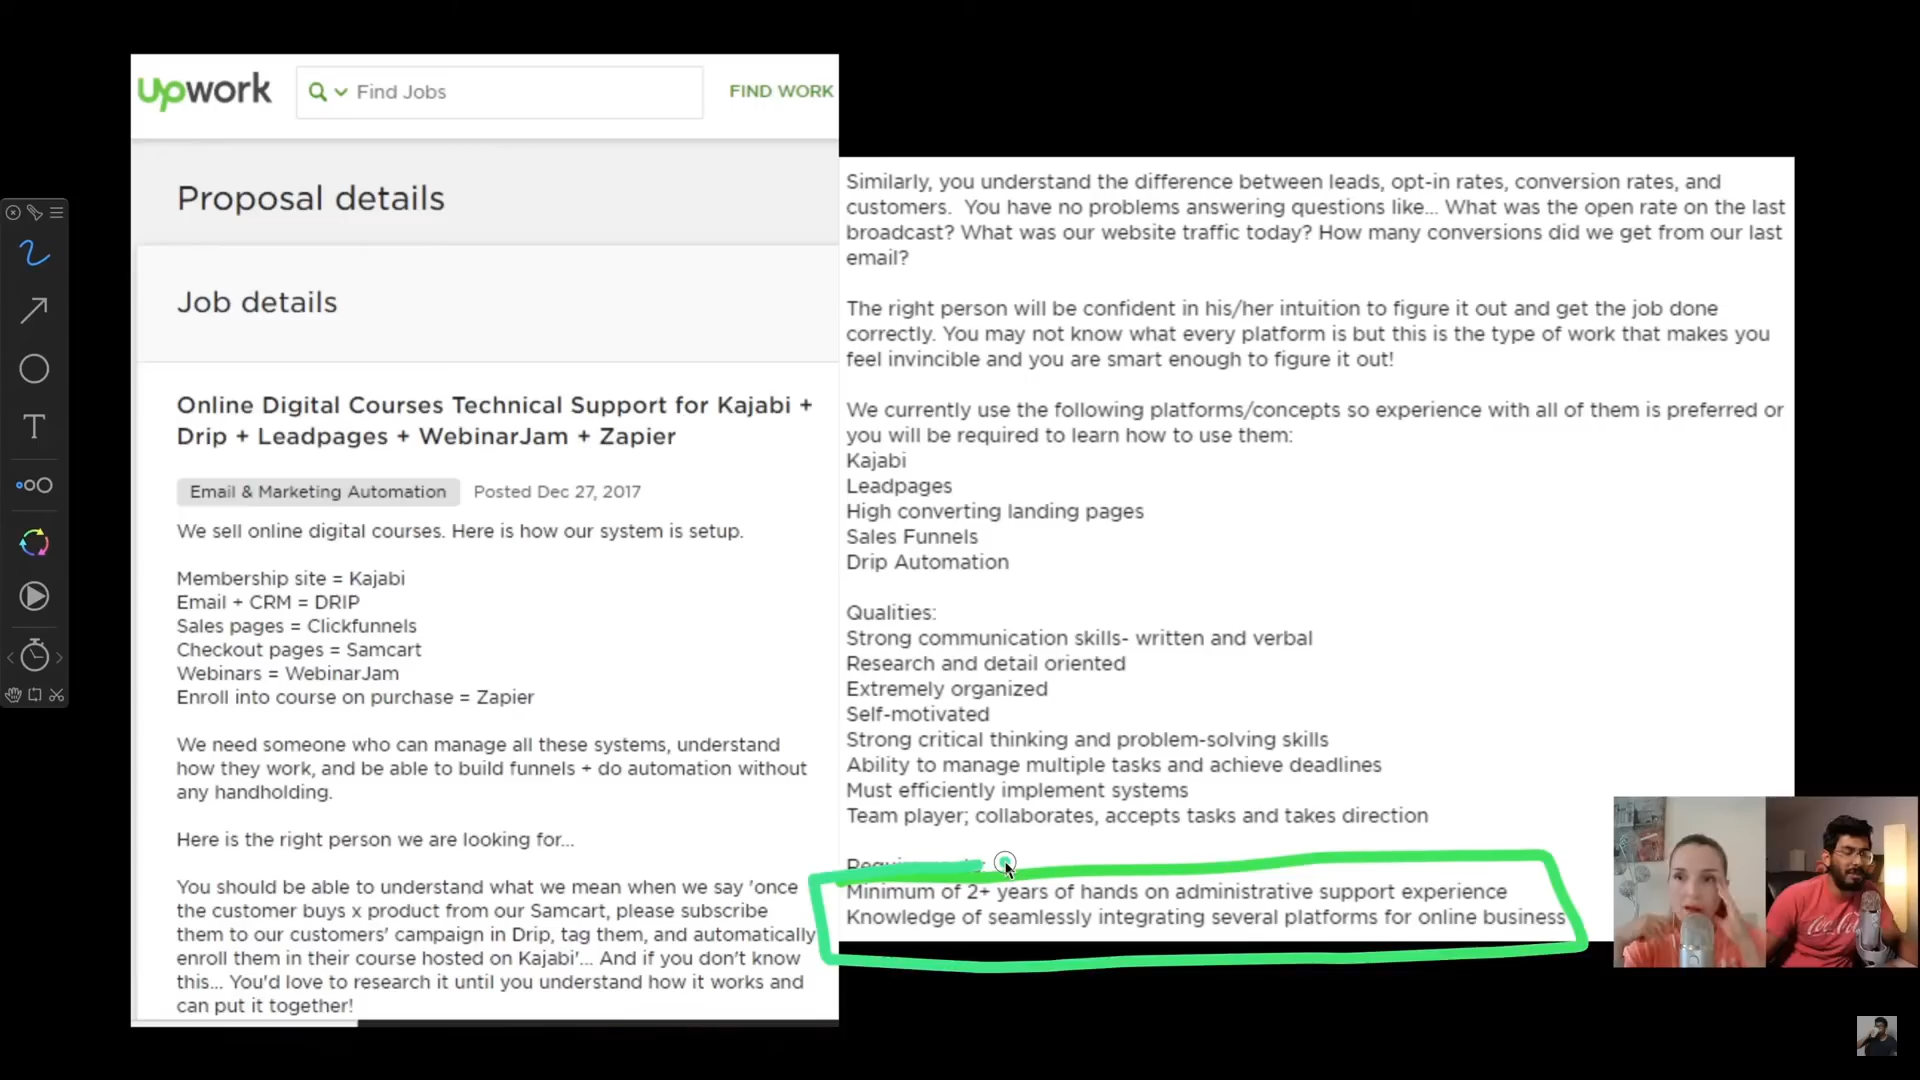 upwork
Find Jobs
FIND WORK
Proposal details
Job details
Online Digital Courses Technical Support for Kajabi +
Drip + Leadpages + WebinarJam + Zapier
Email & Marketing Automation
Posted Dec 27, 2017
We sell online digital courses. Here is how our system is setup.
Membership site = Kajabi
Email + CRM = DRIP
Sales pages = Clickfunnels
Checkout pages = Samcart
Webinars = WebinarJam
Enroll into course on purchase = Zapier
We need someone who can manage all these systems, understand
how they work, and be able to build funnels + do automation without
any handholding.
Here is the right person we are looking for...
You should be able to understand what we mean when we say 'once
the customer buys x product from our Samcart, please subscribe
them to our customers' campaign in Drip, tag them, and automatically
enroll them in their course hosted on Kajabi'... And if you don't know
this... You'd love to research it until you understand how it works and
can put it together!
Similarly, you understand the difference between leads, opt-in rates, conversion rates, and
customers.  You have no problems answering questions like... What was the open rate on the last
broadcast? What was our website traffic today? How many conversions did we get from our last
email?
The right person will be confident in his/her intuition to figure it out and get the job done
correctly. You may not know what every platform is but this is the type of work that makes you
feel invincible and you are smart enough to figure it out!
We currently use the following platforms/concepts so experience with all of them is preferred or
you will be required to learn how to use them:
Kajabi
Leadpages
High converting landing pages
Sales Funnels
Drip Automation
Qualities:
Strong communication skills- written and verbal
Research and detail oriented
Extremely organized
Self-motivated
Strong critical thinking and problem-solving skills
Ability to manage multiple tasks and achieve deadlines
Must efficiently implement systems
Team player; collaborates, accepts tasks and takes direction
Minimum of 2+ years of hands on administrative support experience
Knowledge of seamlessly integrating several platforms for online business